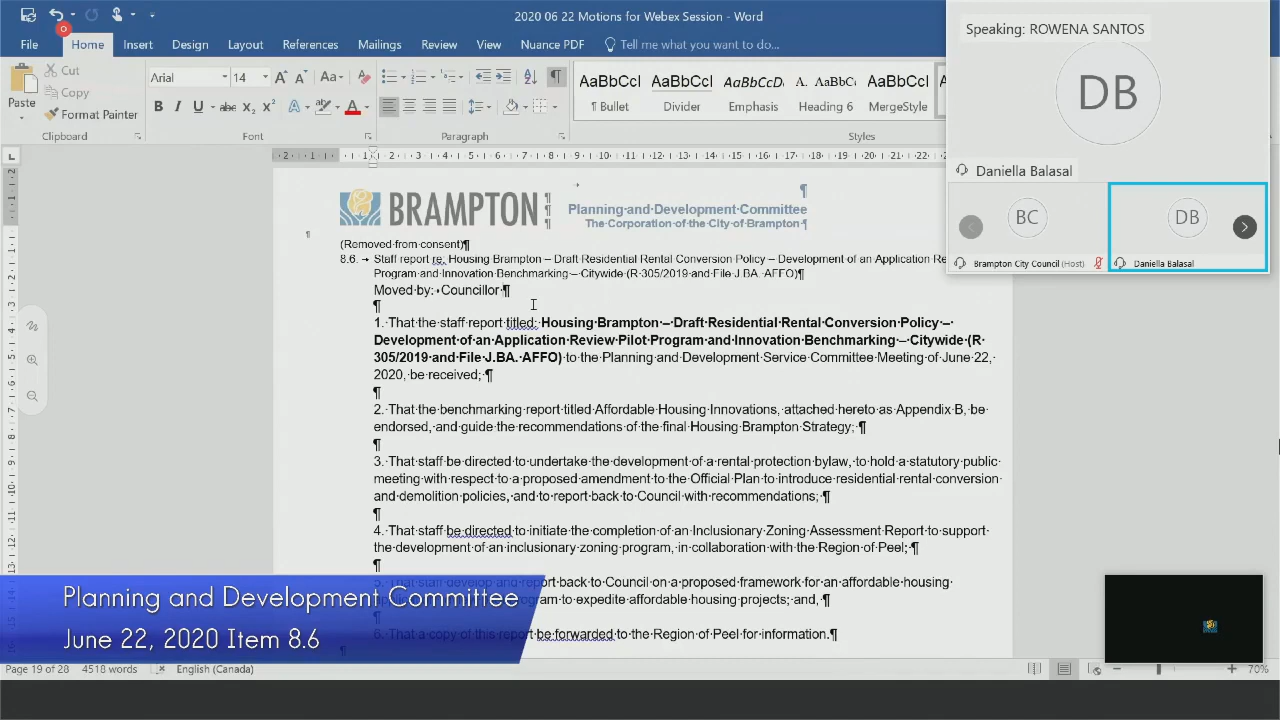 2020 06 22 Motions for Webex Session - Word
File Home Insert Design Layout References Mailings Review View Nuance PDF Tell me what you want to do...
Paste
Cut
Copy
Format Painter
Clipboard
Arial 14
Font
Paragraph
AaBbCcl AaBbCcl AaBbCcDc A. AaBbC AaBbCcl
¶ Bullet Divider Emphasis Heading 6 MergeStyle
Styles
Speaking: ROWENA SANTOS
DB
Daniella Balasal
BC
DB
Brampton City Council (Host)
Daniella Balasal
BRAMPTON
Planning and Development Committee
The Corporation of the City of Brampton
(Removed from consent)
8.6. Staff report re. Housing Brampton – Draft Residential Rental Conversion Policy – Development of an Application Re
Program and Innovation Benchmarking – Citywide (R 305/2019 and File J.BA. AFFO)
Moved by: Councillor
1. That the staff report titled: Housing Brampton – Draft Residential Rental Conversion Policy –
Development of an Application Review Pilot Program and Innovation Benchmarking – Citywide (R
305/2019 and File J.BA. AFFO) to the Planning and Development Service Committee Meeting of June 22,
2020, be received;
2. That the benchmarking report titled Affordable Housing Innovations, attached hereto as Appendix B, be
endorsed, and guide the recommendations of the final Housing Brampton Strategy;
3. That staff be directed to undertake the development of a rental protection bylaw, to hold a statutory public
meeting with respect to a proposed amendment to the Official Plan to introduce residential rental conversion
and demolition policies, and to report back to Council with recommendations;
4. That staff be directed to initiate the completion of an Inclusionary Zoning Assessment Report to support
the development of an inclusionary zoning program, in collaboration with the Region of Peel;
5. That staff develop and report back to Council on a proposed framework for an affordable housing
program to expedite affordable housing projects; and,
6. That a copy of this report be forwarded to the Region of Peel for information.
Planning and Development Committee
June 22, 2020 Item 8.6
Page 19 of 28 4518 words English (Canada) 70%